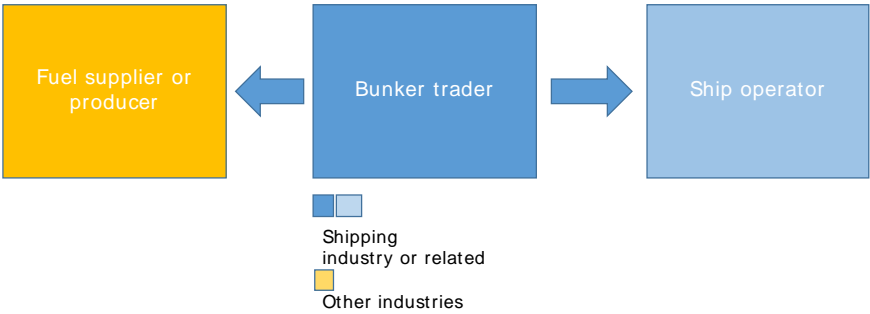 Fuel supplier or
producer
Bunker trader
Ship operator
Shipping
industry or related
Other industries